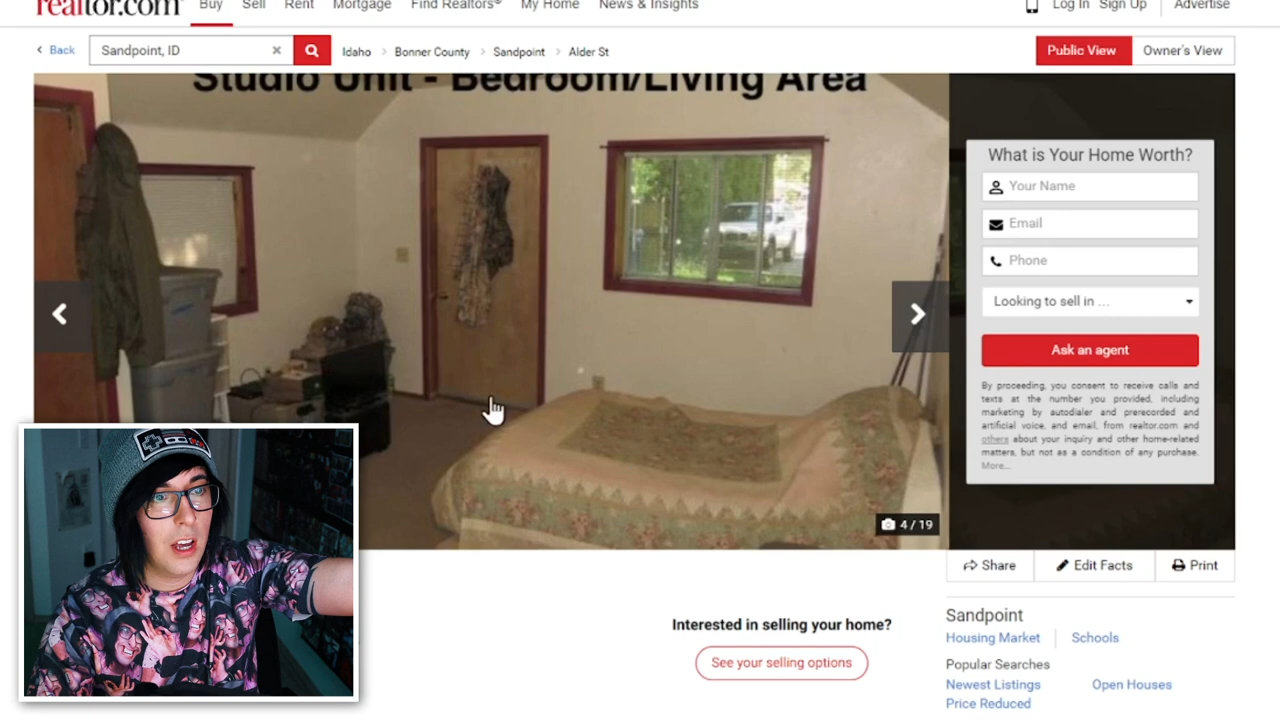 realtor.com®
Buy Sell Rent Mortgage Find Realtors® My Home News & Insights Log In Sign Up Advertise
Back Sandpoint, ID Idaho Bonner County Sandpoint Alder St Public View Owner's View
Studio Unit - Bedroom/Living Area
What is Your Home Worth?
Your Name
Email
Phone
Looking to sell in ...
Ask an agent
By proceeding, you consent to receive calls and
texts at the number you provided, including
marketing by autodialer and prerecorded and
artificial voice, and email, from realtor.com and
others about your inquiry and other home-related
matters, but not as a condition of any purchase.
More...
4 / 19
Share Edit Facts Print
Interested in selling your home?
See your selling options
Sandpoint
Housing Market Schools
Popular Searches
Newest Listings Open Houses
Price Reduced